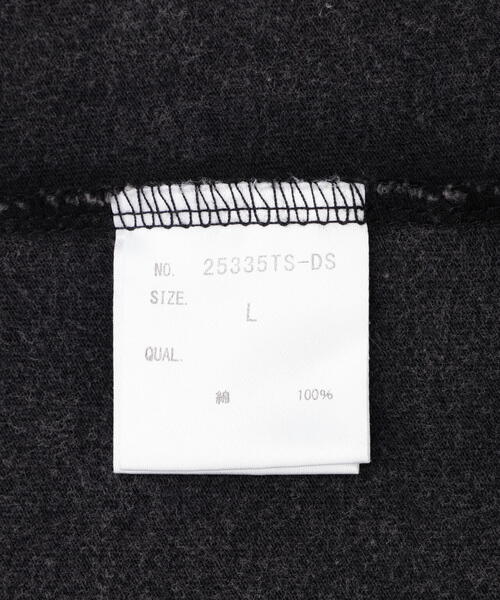 NO. 25335TS-DS
SIZE.
L
QUAL.
綿 100%